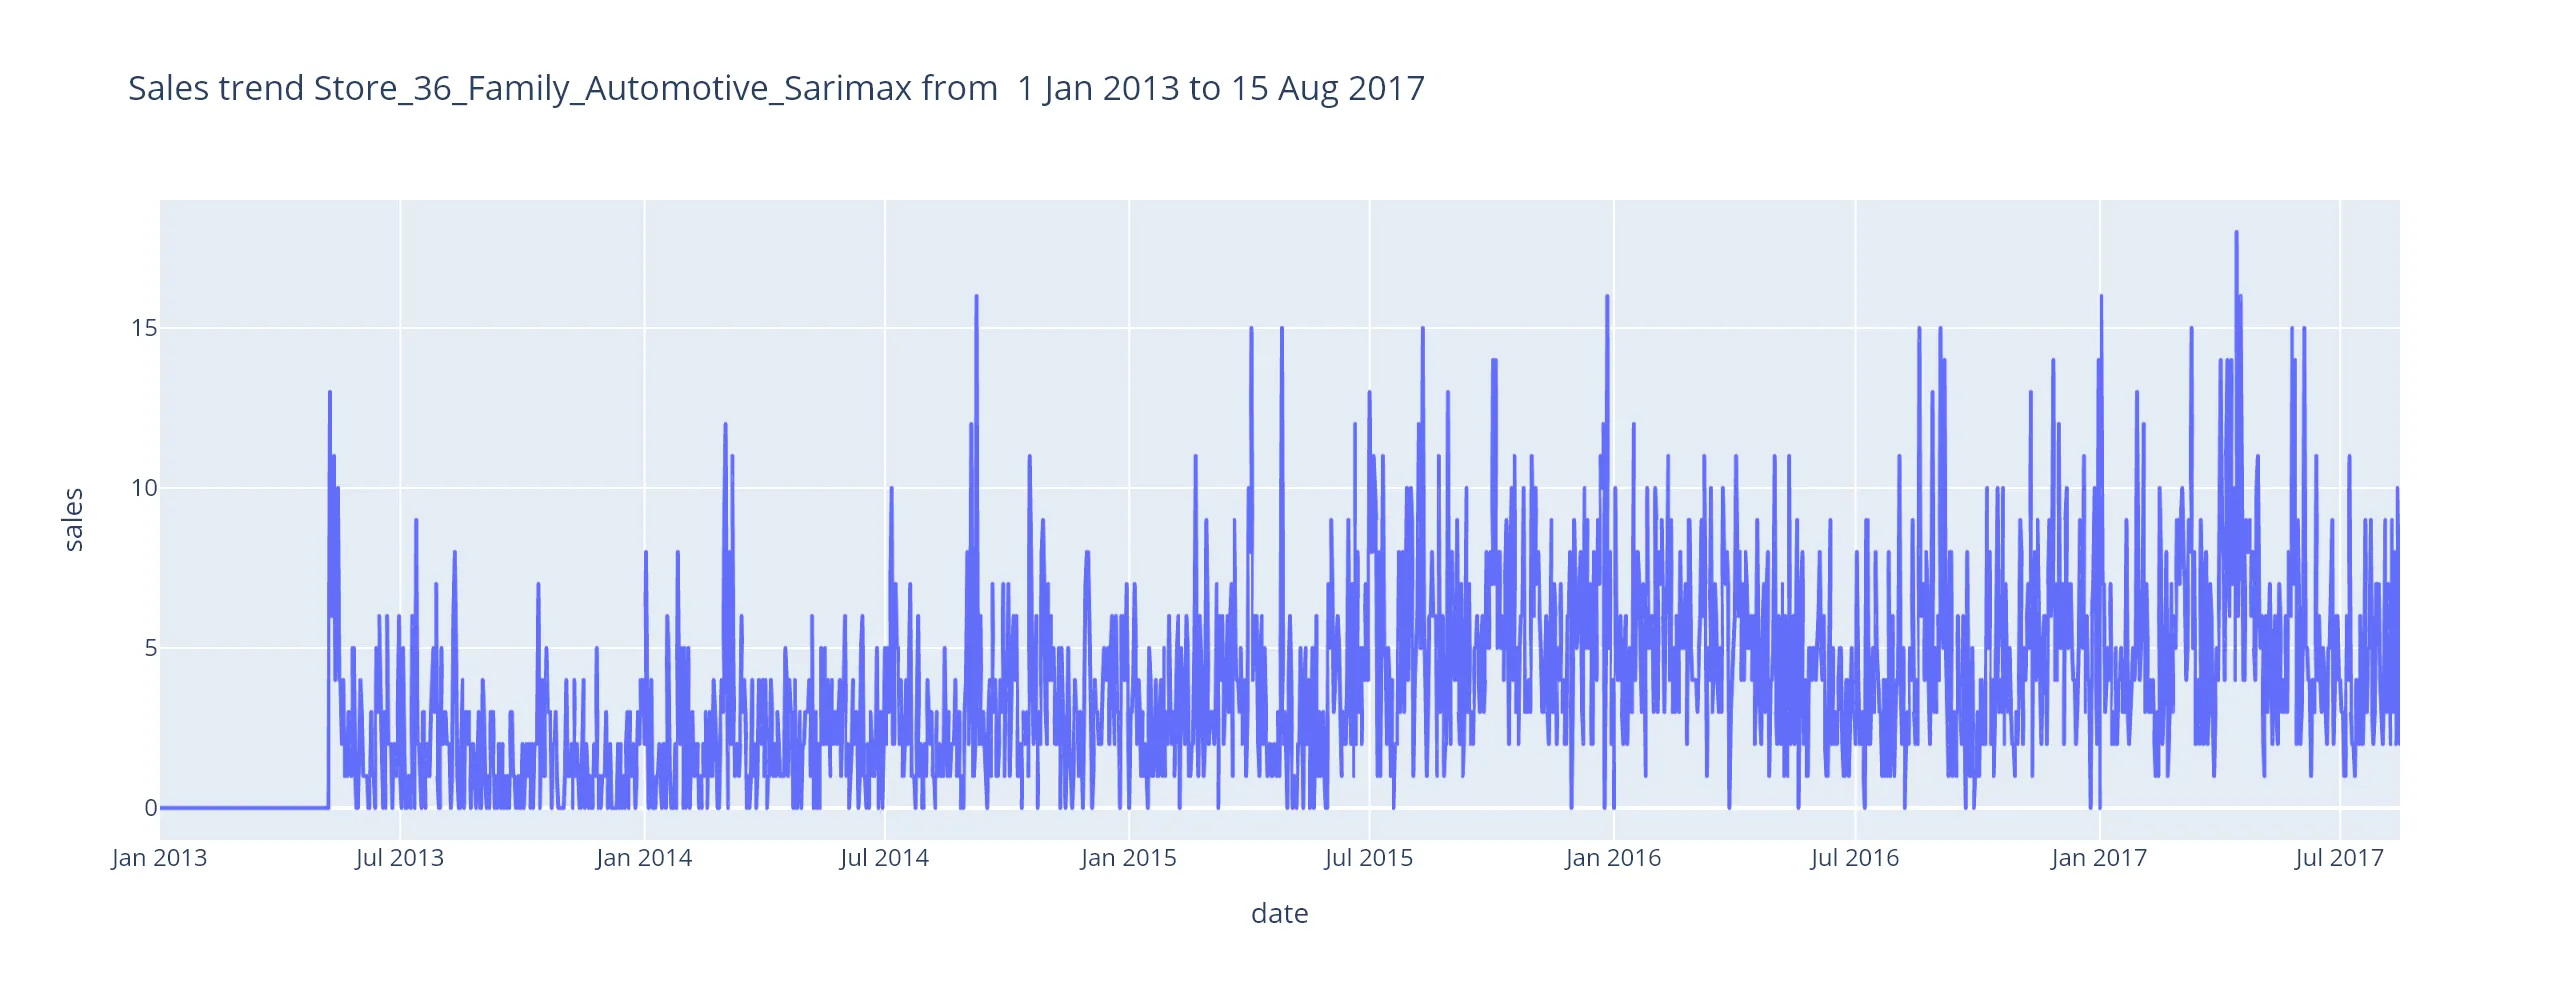 Sales trend Store_36_Family_Automotive_Sarimax from  1 Jan 2013 to 15 Aug 2017
sales
15
10
5
0
Jan 2013 Jul 2013 Jan 2014 Jul 2014 Jan 2015 Jul 2015 Jan 2016 Jul 2016 Jan 2017 Jul 2017
date